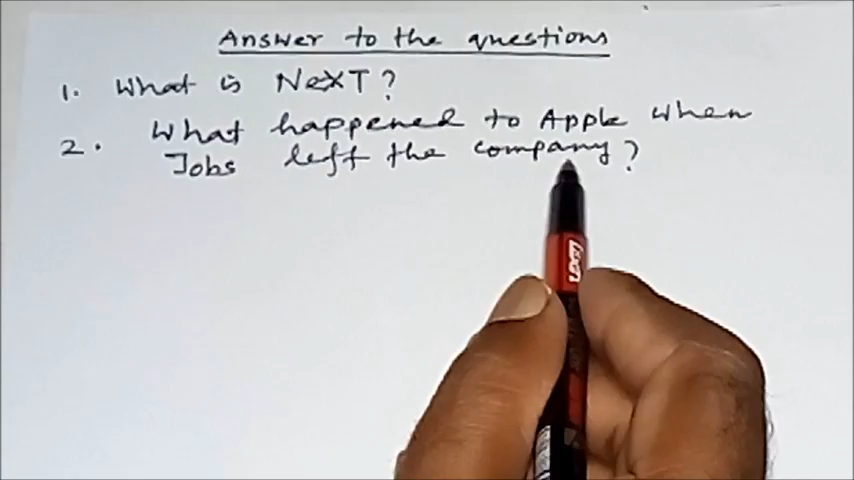 Answer to the questions
1. What is NeXT?
2. What happened to Apple when
Jobs left the company?